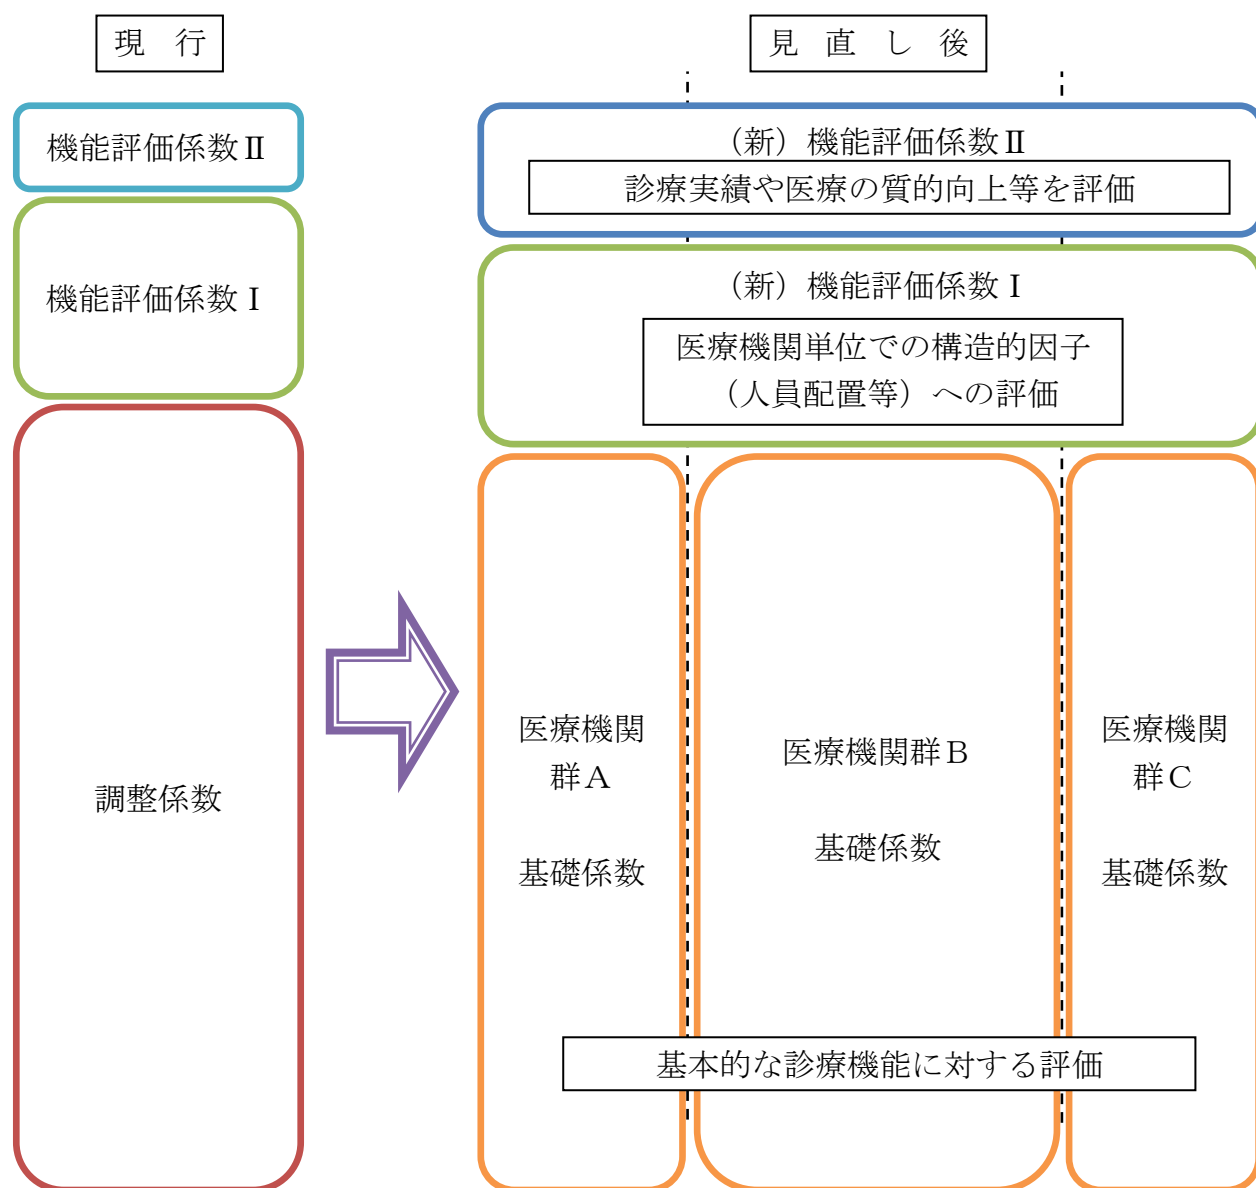 現　行
機能評価係数Ⅱ
機能評価係数Ⅰ
調整係数
見　直　し　後
（新）機能評価係数Ⅱ
診療実績や医療の質的向上等を評価
（新）機能評価係数Ⅰ
医療機関単位での構造的因子
（人員配置等）への評価
医療機関
群Ａ
基礎係数
医療機関群Ｂ
基礎係数
医療機関
群Ｃ
基礎係数
基本的な診療機能に対する評価